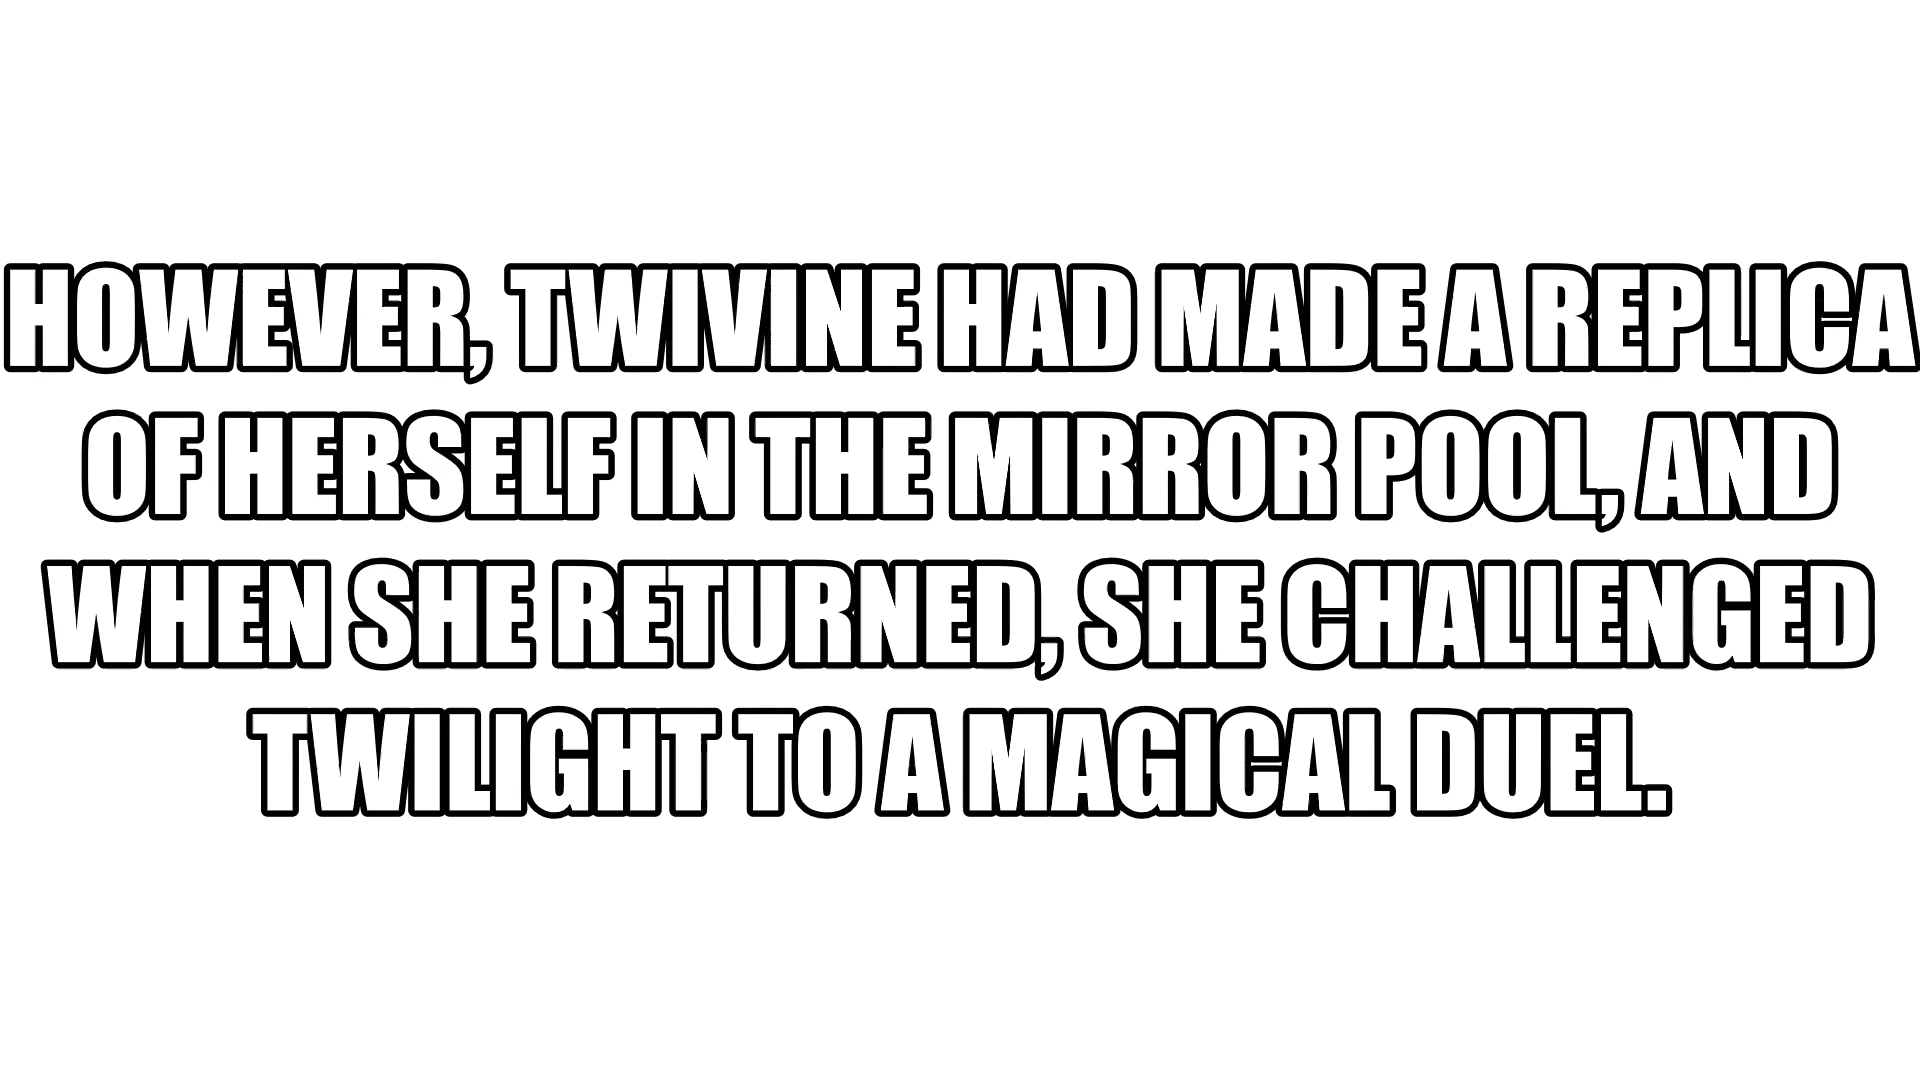 HOWEVER, TWIVINE HAD MADE A REPLICA
OF HERSELF IN THE MIRROR POOL, AND
WHEN SHE RETURNED, SHE CHALLENGED
TWILIGHT TO A MAGICAL DUEL.